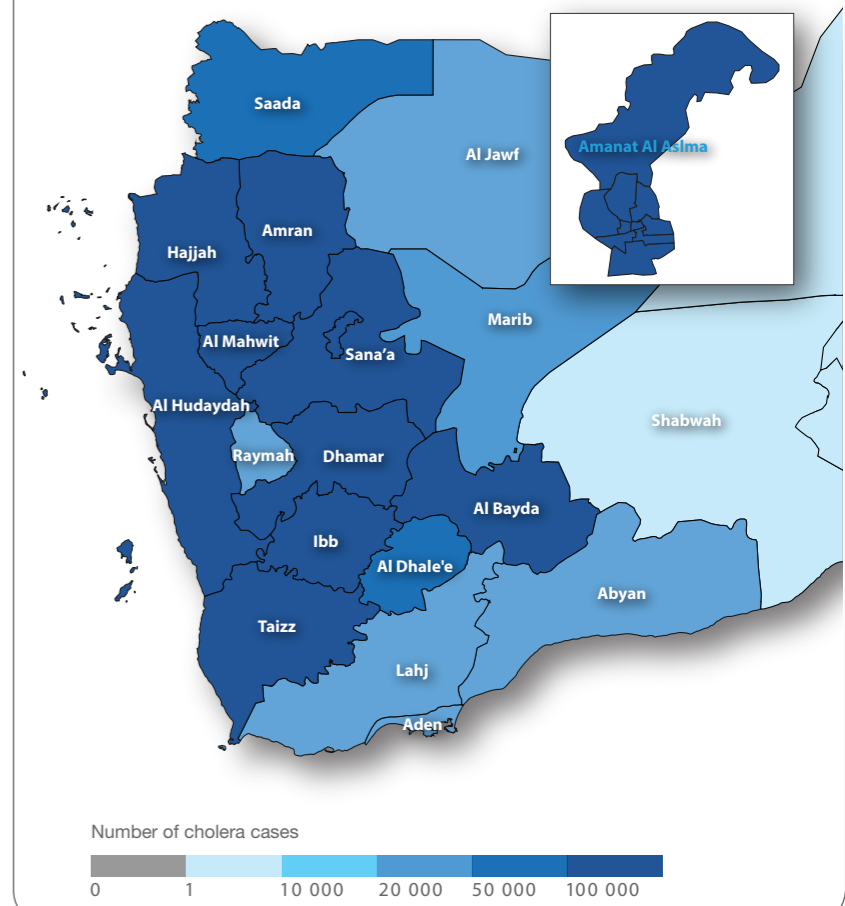 Saada
Al Jawf
Amanat Al Aslma
Hajjah
Amran
Al Mahwit
Sana’a
Marib
Al Hudaydah
Raymah
Dhamar
Shabwah
Al Bayda
Ibb
Al Dhale'e
Abyan
Taizz
Lahj
Aden
Number of cholera cases
0 1 10 000 20 000 50 000 100 000